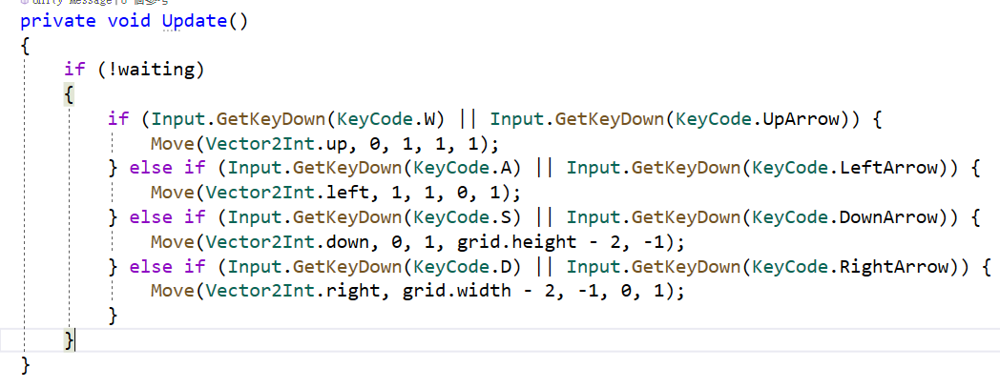 private void Update()
{
if (!waiting)
{
if (Input.GetKeyDown(KeyCode.W) || Input.GetKeyDown(KeyCode.UpArrow)) {
Move(Vector2Int.up, 0, 1, 1, 1);
} else if (Input.GetKeyDown(KeyCode.A) || Input.GetKeyDown(KeyCode.LeftArrow)) {
Move(Vector2Int.left, 1, 1, 0, 1);
} else if (Input.GetKeyDown(KeyCode.S) || Input.GetKeyDown(KeyCode.DownArrow)) {
Move(Vector2Int.down, 0, 1, grid.height - 2, -1);
} else if (Input.GetKeyDown(KeyCode.D) || Input.GetKeyDown(KeyCode.RightArrow)) {
Move(Vector2Int.right, grid.width - 2, -1, 0, 1);
}
}
}